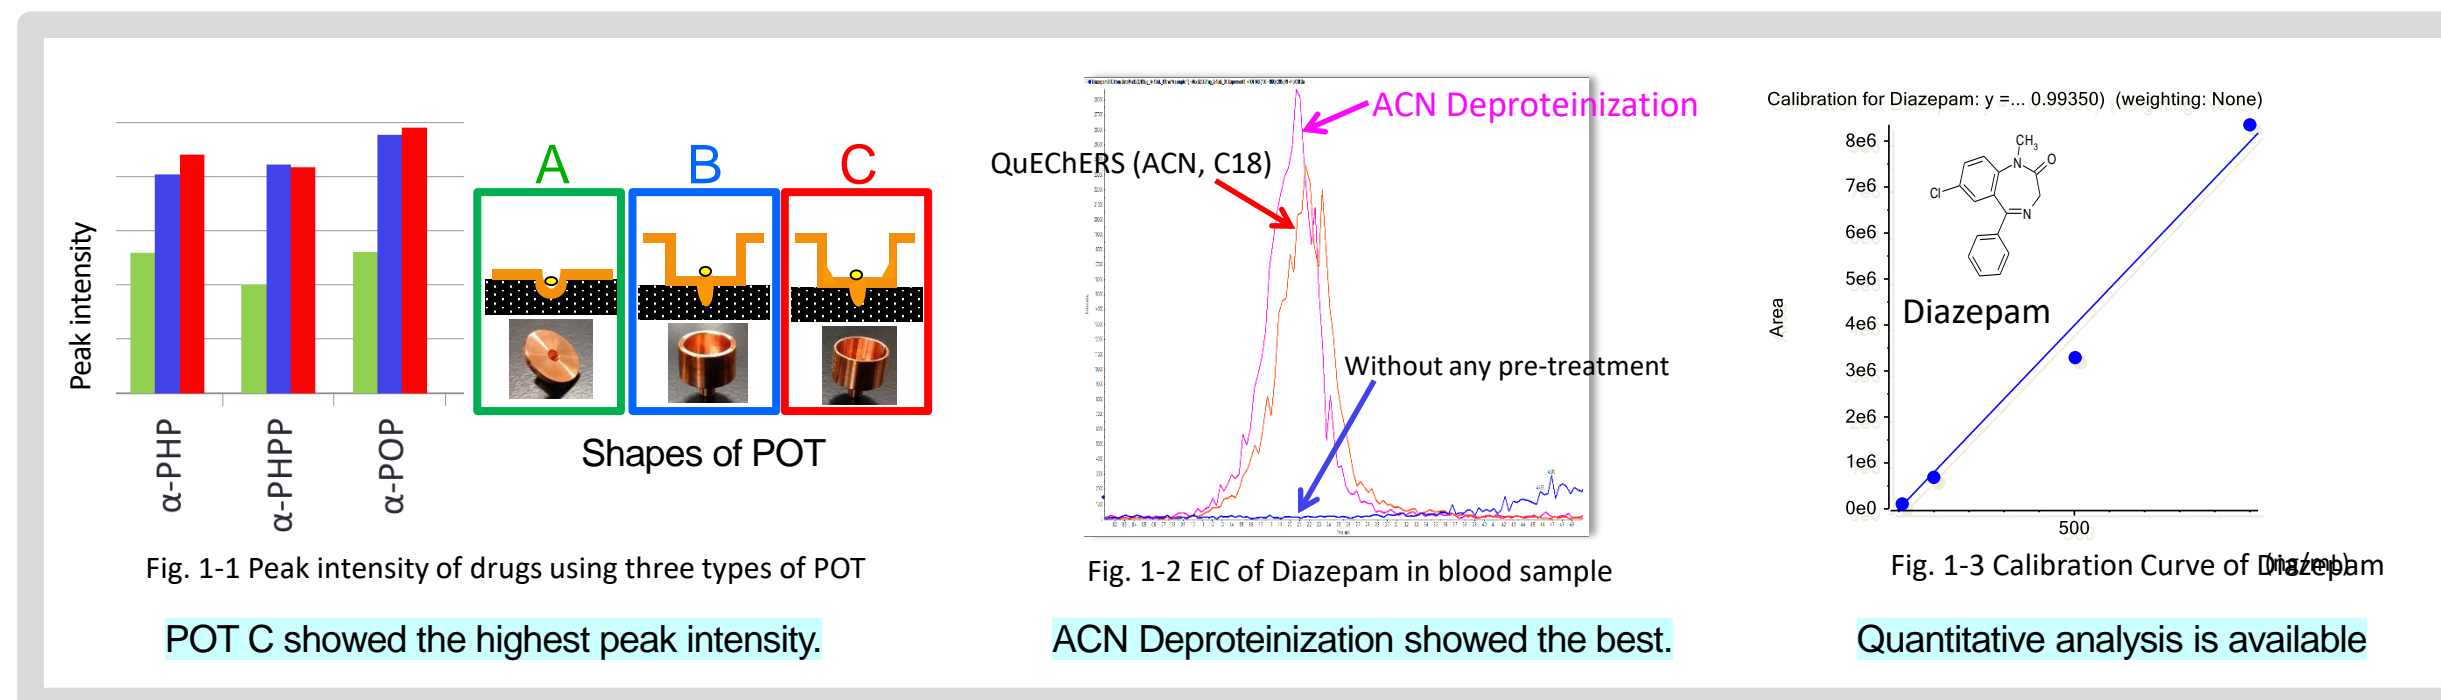 Peak intensity
α-PHP
α-PHPP
α-POP
A
B
C
Shapes of POT
Fig. 1-1 Peak intensity of drugs using three types of POT
POT C showed the highest peak intensity.
ACN Deproteinization
QuEChERS (ACN, C18)
Without any pre-treatment
Fig. 1-2 EIC of Diazepam in blood sample
ACN Deproteinization showed the best.
Calibration for Diazepam: y =... 0.99350) (weighting: None)
Area
8e6
7e6
6e6
5e6
4e6
3e6
2e6
1e6
0e0
500
CH3
N
O
Cl
N
Diazepam
(ng/mL)
Fig. 1-3 Calibration Curve of Diazepam
Quantitative analysis is available